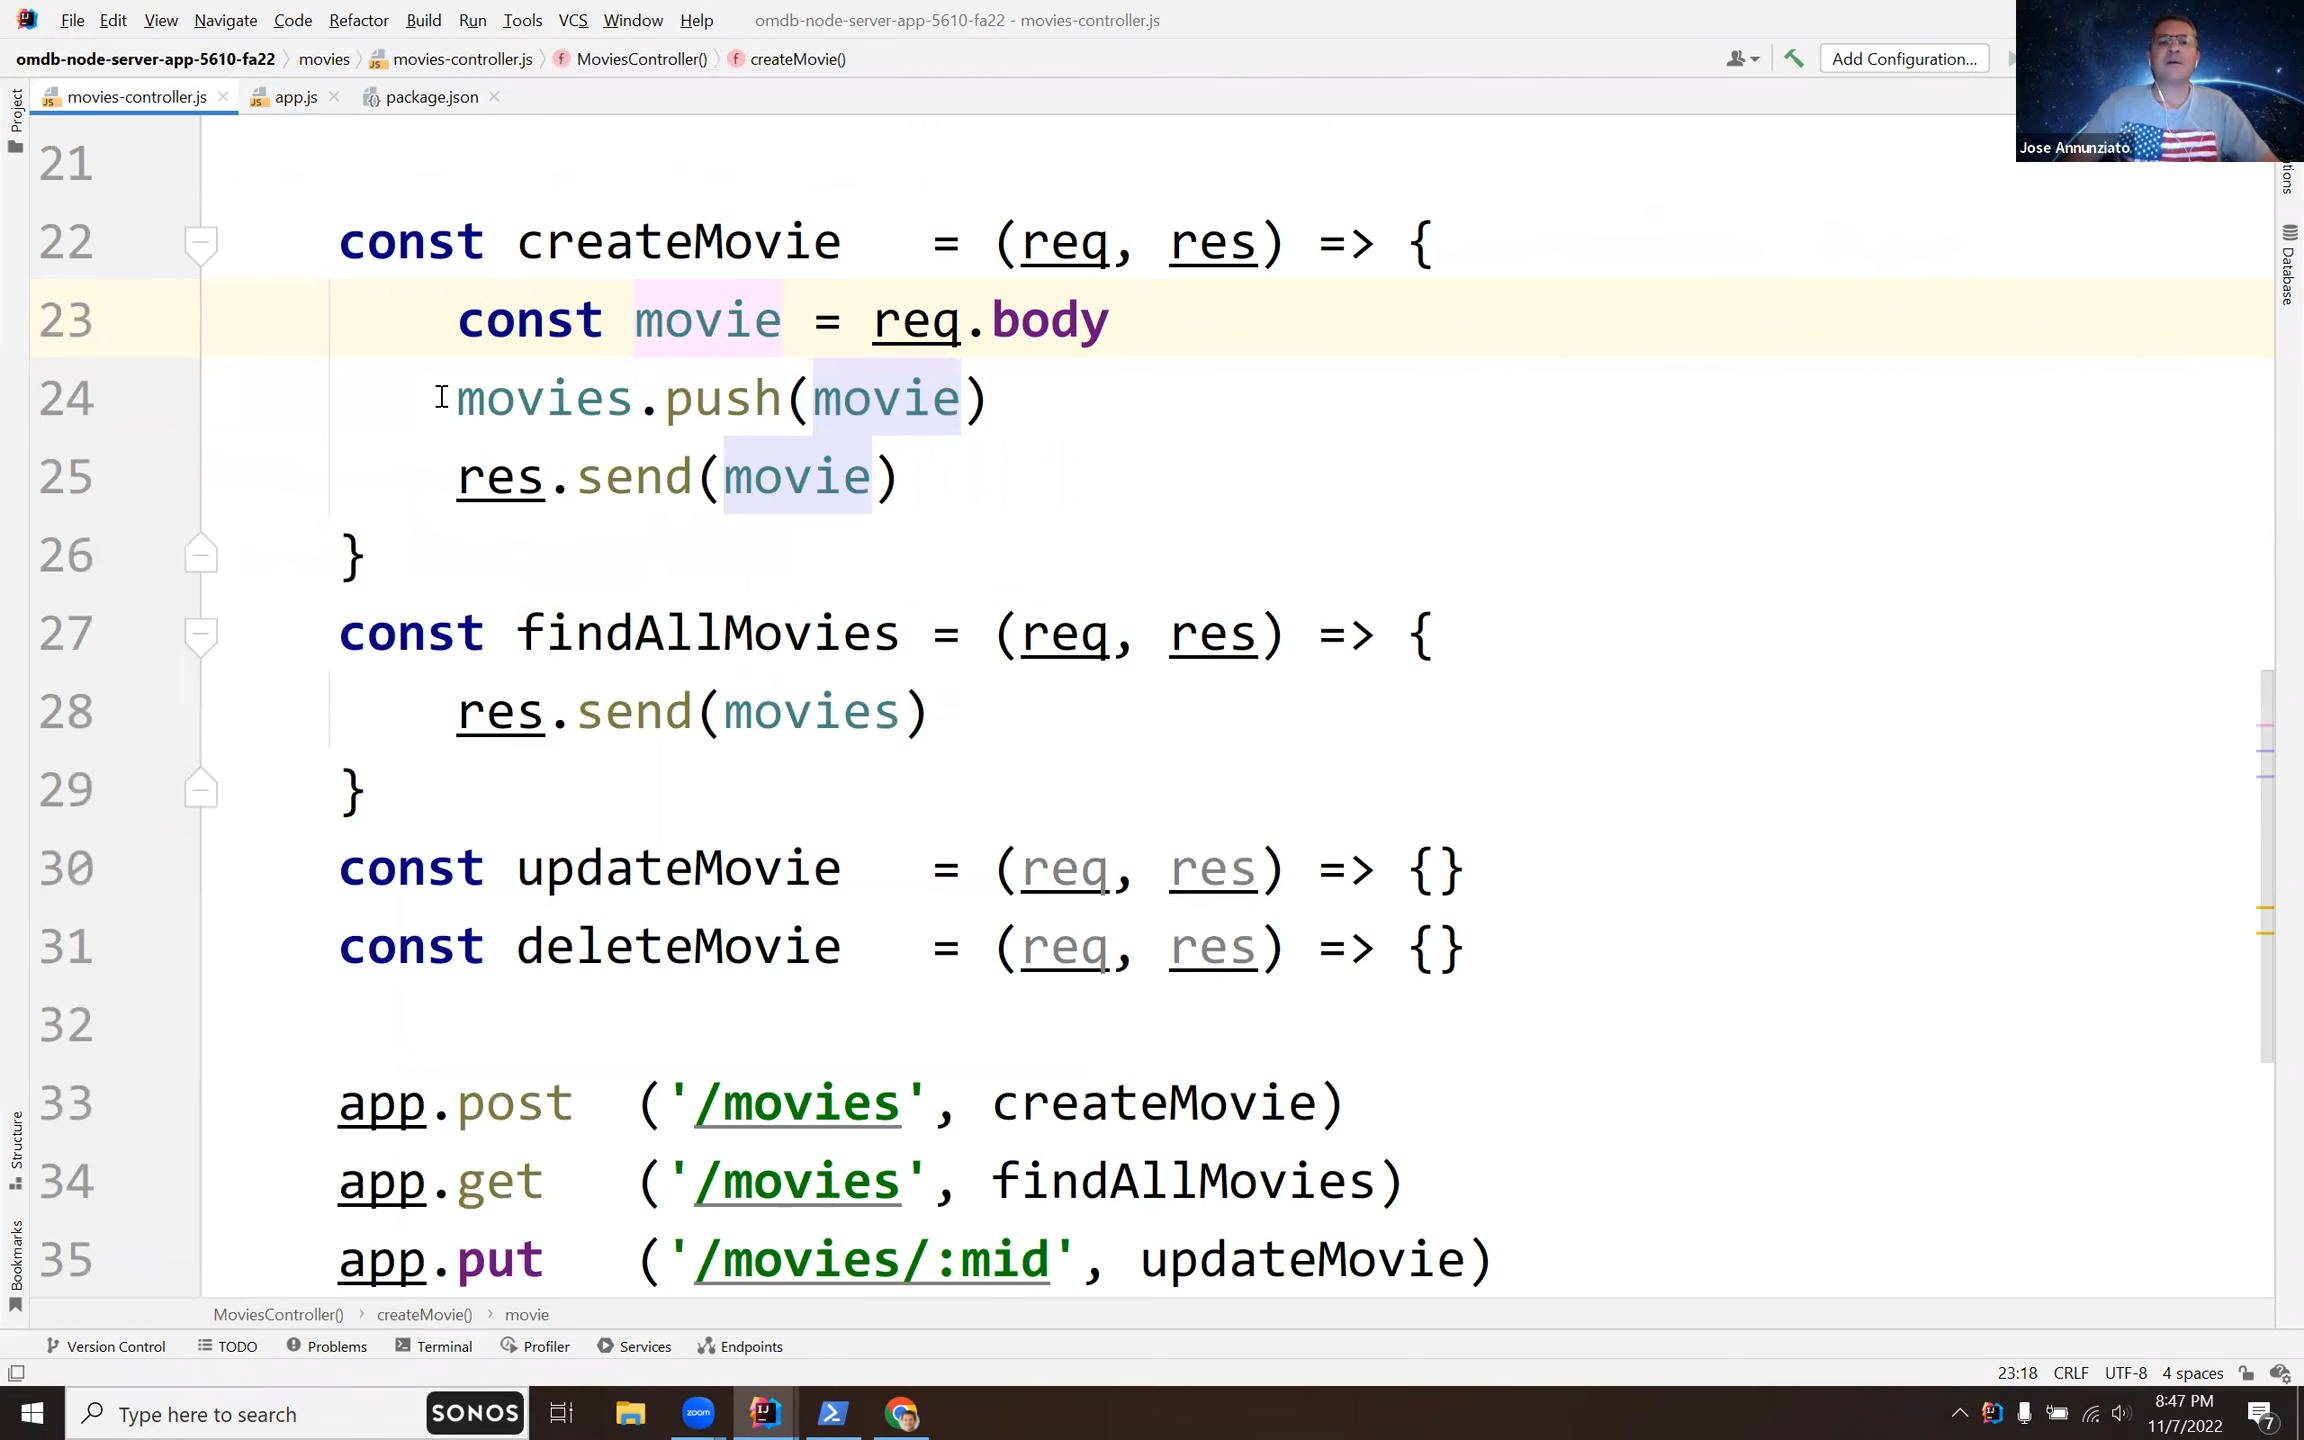 File Edit View Navigate Code Refactor Build Run Tools VCS Window Help omdb-node-server-app-5610-fa22 - movies-controller.js
omdb-node-server-app-5610-fa22 movies movies-controller.js MoviesController() createMovie() Add Configuration...
movies-controller.js app.js package.json
Jose Annunziato
Project
Database
Structure
Bookmarks
21
22 const createMovie = (req, res) => {
23 const movie = req.body
24 movies.push(movie)
25 res.send(movie)
26 }
27 const findAllMovies = (req, res) => {
28 res.send(movies)
29 }
30 const updateMovie = (req, res) => {}
31 const deleteMovie = (req, res) => {}
32
33 app.post ('/movies', createMovie)
34 app.get ('/movies', findAllMovies)
35 app.put ('/movies/:mid', updateMovie)
MoviesController() createMovie() movie
Version Control TODO Problems Terminal Profiler Services Endpoints
23:18 CRLF UTF-8 4 spaces
Type here to search SONOS zoom
8:47 PM
11/7/2022
7